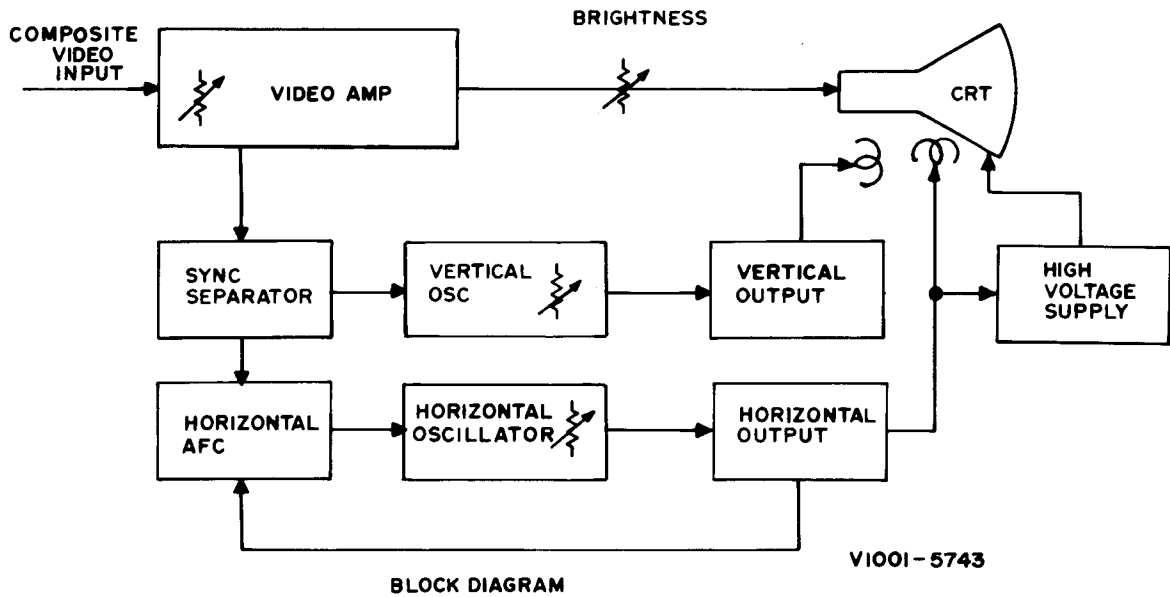 BRIGHTNESS
COMPOSITE
VIDEO
INPUT
VIDEO AMP
CRT
SYNC
SEPARATOR
VERTICAL
OSC
VERTICAL
OUTPUT
HIGH
VOLTAGE
SUPPLY
HORIZONTAL
AFC
HORIZONTAL
OSCILLATOR
HORIZONTAL
OUTPUT
V1001-5743
BLOCK DIAGRAM